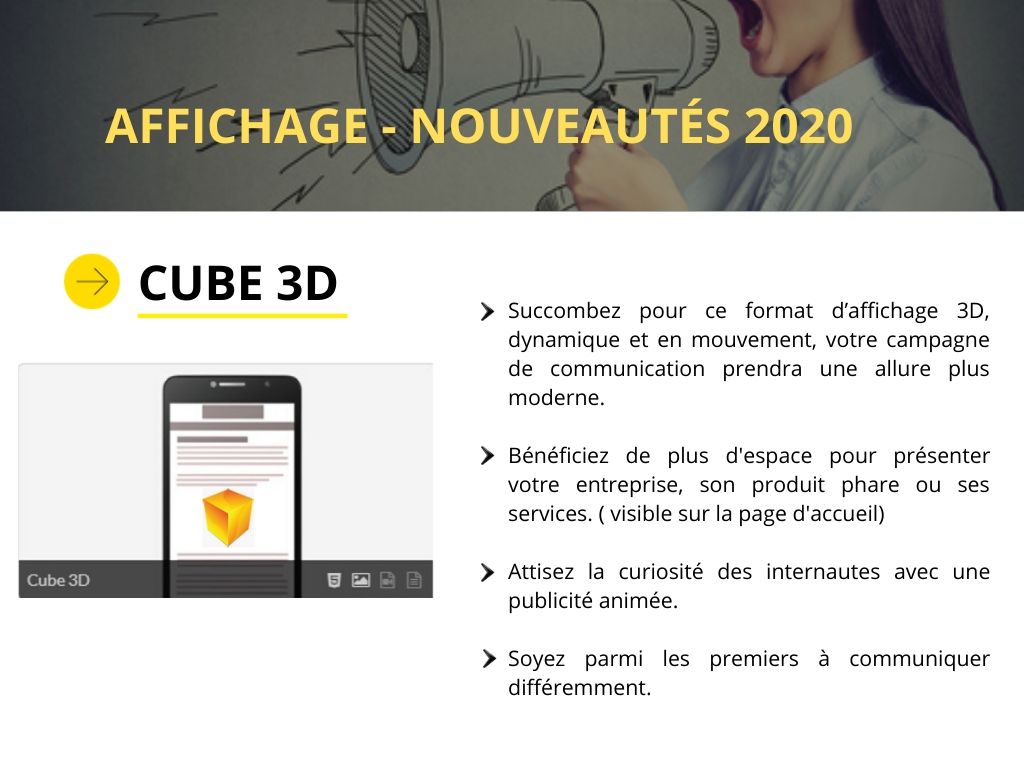 AFFICHAGE - NOUVEAUTÉS 2020
CUBE 3D
Cube 3D
Succombez pour ce format d’affichage 3D,
dynamique et en mouvement, votre campagne
de communication prendra une allure plus
moderne.
Bénéficiez de plus d'espace pour présenter
votre entreprise, son produit phare ou ses
services. ( visible sur la page d'accueil)
Attisez la curiosité des internautes avec une
publicité animée.
Soyez parmi les premiers à communiquer
différemment.